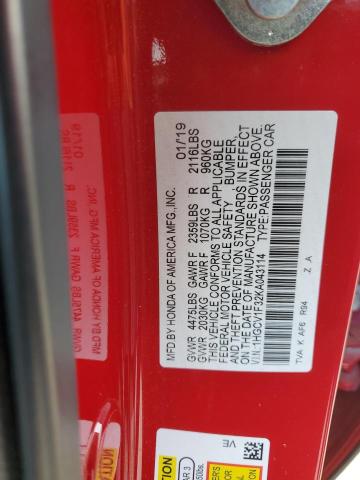 MFD. BY HONDA OF AMERICA MFG.,INC. 01/19
GVWR 4475LBS GAWR F 2359LBS R 2116LBS
GVWR 2030KG GAWR F 1070KG R 960KG
THIS VEHICLE CONFORMS TO ALL APPLICABLE
FEDERAL MOTOR VEHICLE SAFETY, BUMPER,
AND THEFT PREVENTION STANDARDS IN EFFECT
ON THE DATE OF MANUFACTURE SHOWN ABOVE.
V.I.N.:1HGCV1F32KA043114 TYPE:PASSENGER CAR
TVA K AF6 R94 Z A
VE